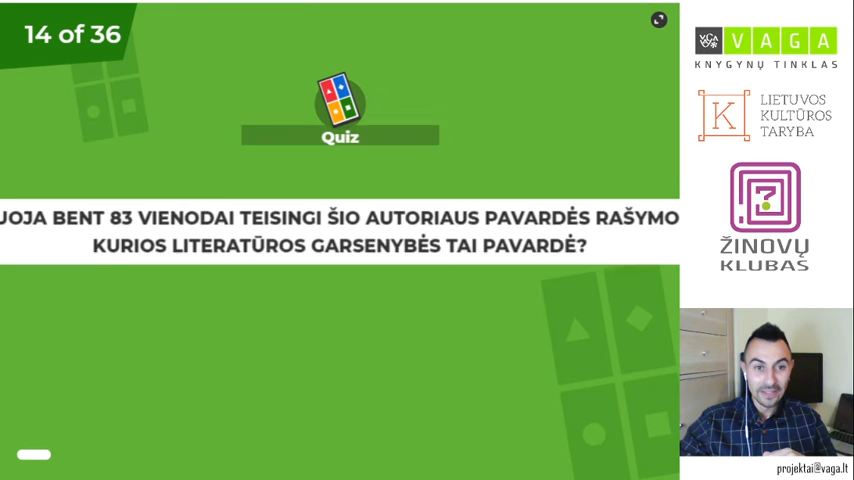 14 of 36
Quiz
UOJA BENT 83 VIENODAI TEISINGI ŠIO AUTORIAUS PAVARDĖS RAŠYMO
KURIOS LITERATŪROS GARSENYBĖS TAI PAVARDĖ?
VAGA
KNYGYNŲ TINKLAS
K
LIETUVOS
KULTŪROS
TARYBA
?
ŽINOVŲ
KLUBAS
projektai@vaga.lt